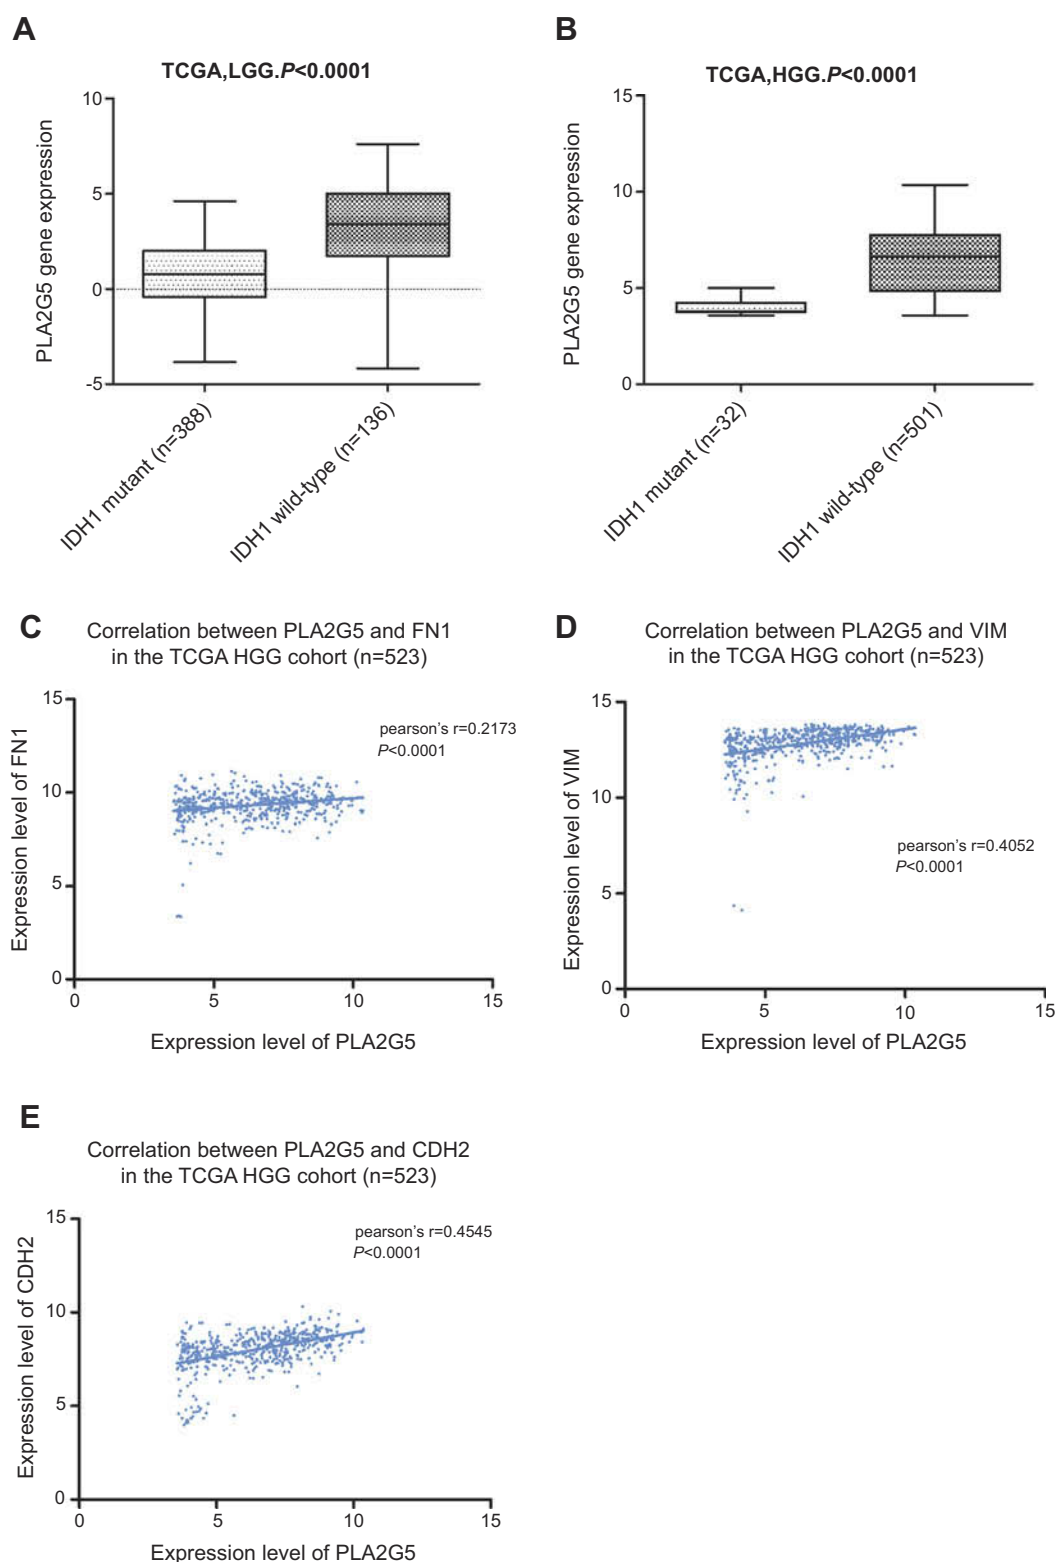 A
TCGA,LGG.P<0.0001
PLA2G5 gene expression
10
5
0
-5
IDH1 mutant (n=388)
IDH1 wild-type (n=136)
B
TCGA,HGG.P<0.0001
PLA2G5 gene expression
15
10
5
0
IDH1 mutant (n=32)
IDH1 wild-type (n=501)
C
Correlation between PLA2G5 and FN1
in the TCGA HGG cohort (n=523)
pearson's r=0.2173
P<0.0001
Expression level of FN1
15
10
5
0
0 5 10 15
Expression level of PLA2G5
D
Correlation between PLA2G5 and VIM
in the TCGA HGG cohort (n=523)
pearson's r=0.4052
P<0.0001
Expression level of VIM
15
10
5
0
0 5 10 15
Expression level of PLA2G5
E
Correlation between PLA2G5 and CDH2
in the TCGA HGG cohort (n=523)
pearson's r=0.4545
P<0.0001
Expression level of CDH2
15
10
5
0
0 5 10 15
Expression level of PLA2G5